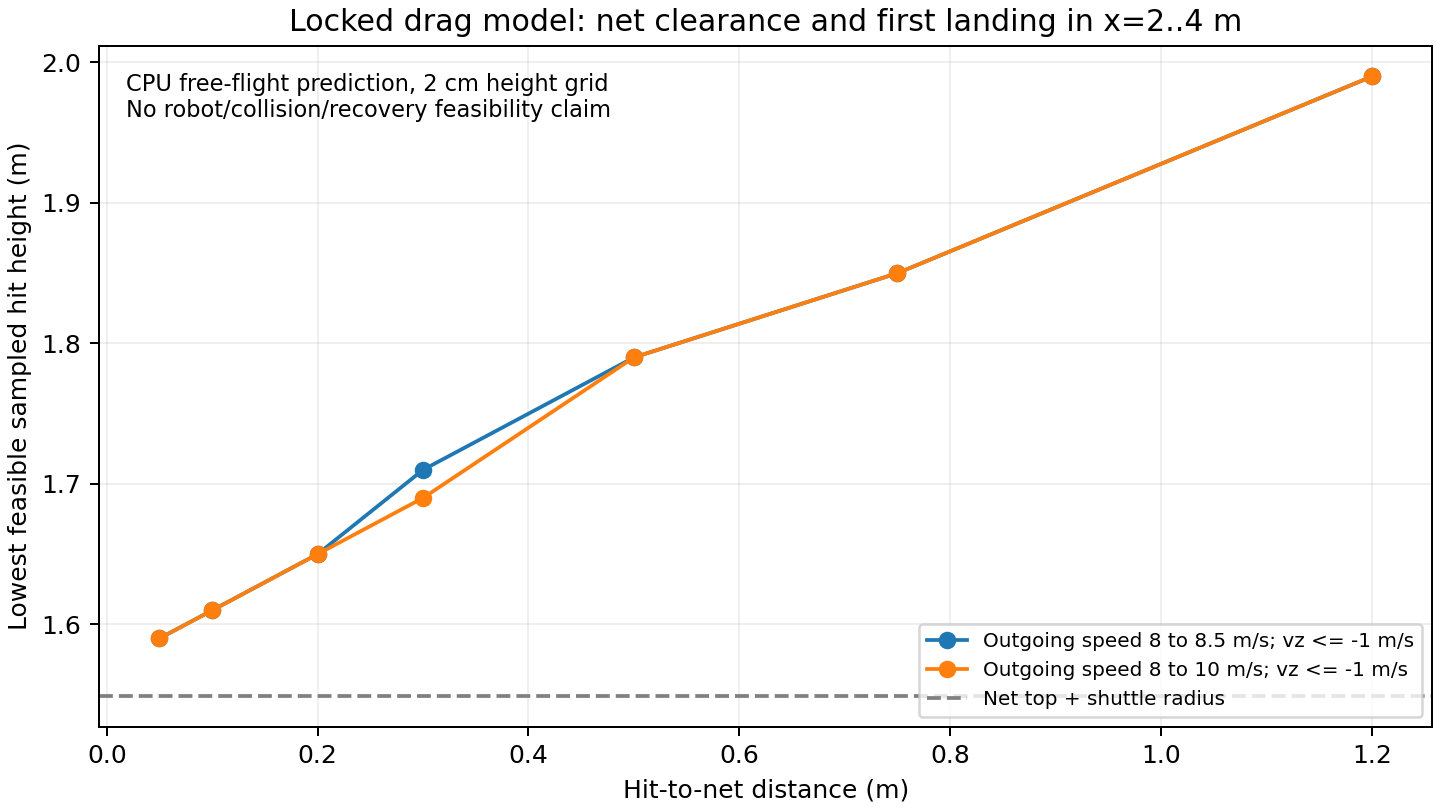 Locked drag model: net clearance and first landing in x=2..4 m
CPU free-flight prediction, 2 cm height grid
No robot/collision/recovery feasibility claim
Lowest feasible sampled hit height (m)
2.0
1.9
1.8
1.7
1.6
Outgoing speed 8 to 8.5 m/s; vz <= -1 m/s
Outgoing speed 8 to 10 m/s; vz <= -1 m/s
Net top + shuttle radius
0.0
0.2
0.4
0.6
0.8
1.0
1.2
Hit-to-net distance (m)